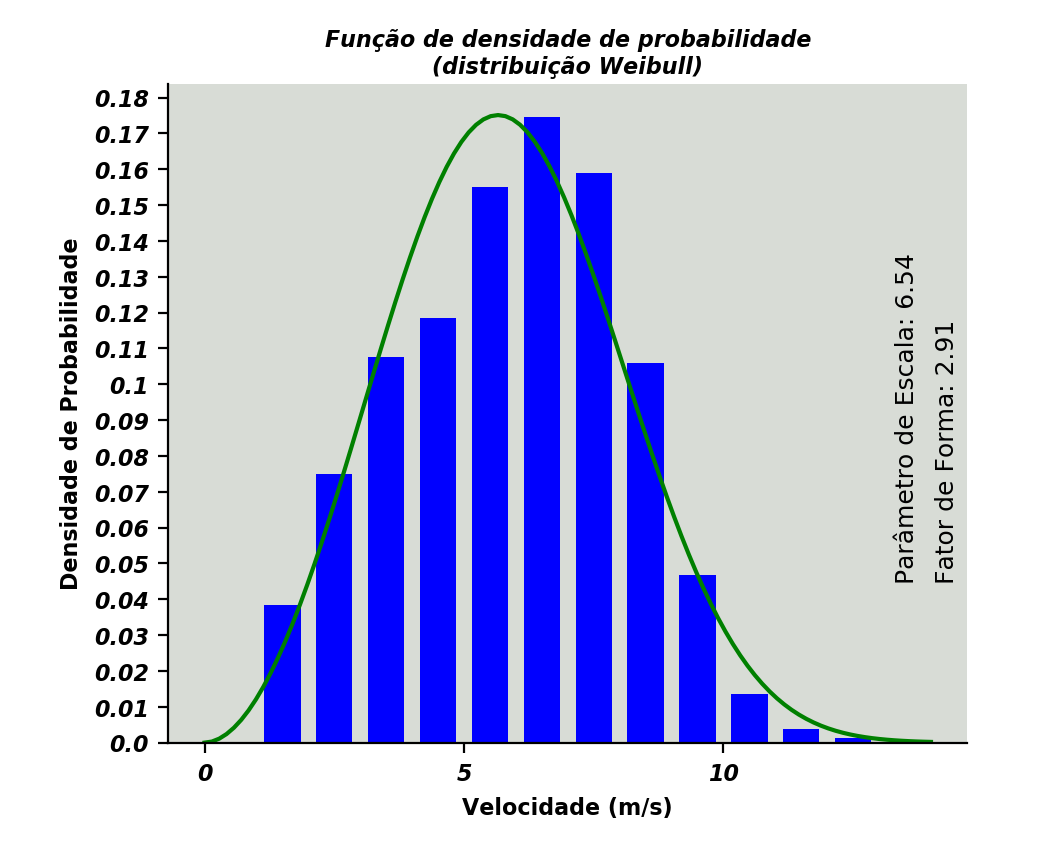 Função de densidade de probabilidade
(distribuição Weibull)
Densidade de Probabilidade
0.18
0.17
0.16
0.15
0.14
0.13
0.12
0.11
0.1
0.09
0.08
0.07
0.06
0.05
0.04
0.03
0.02
0.01
0.0
Parâmetro de Escala: 6.54
Fator de Forma: 2.91
0 5 10
Velocidade (m/s)